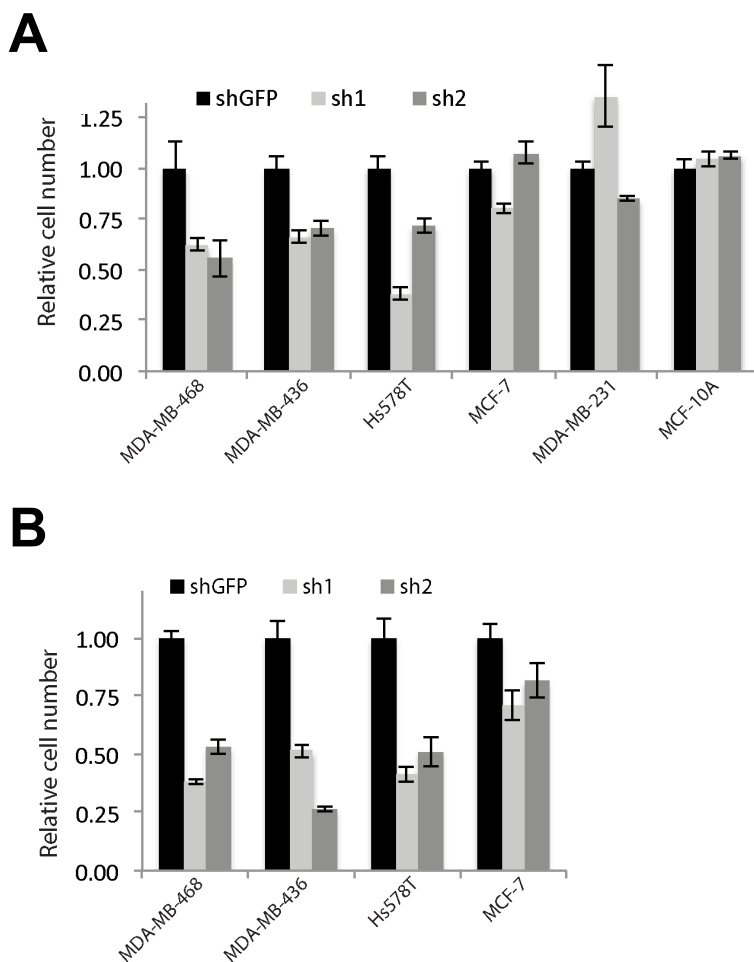 A
shGFP sh1 sh2
Relative cell number
1.25
1.00
0.75
0.50
0.25
0.00
MDA-MB-468
MDA-MB-436
Hs578T
MCF-7
MDA-MB-231
MCF-10A
B
shGFP sh1 sh2
Relative cell number
1.00
0.75
0.50
0.25
0.00
MDA-MB-468
MDA-MB-436
Hs578T
MCF-7